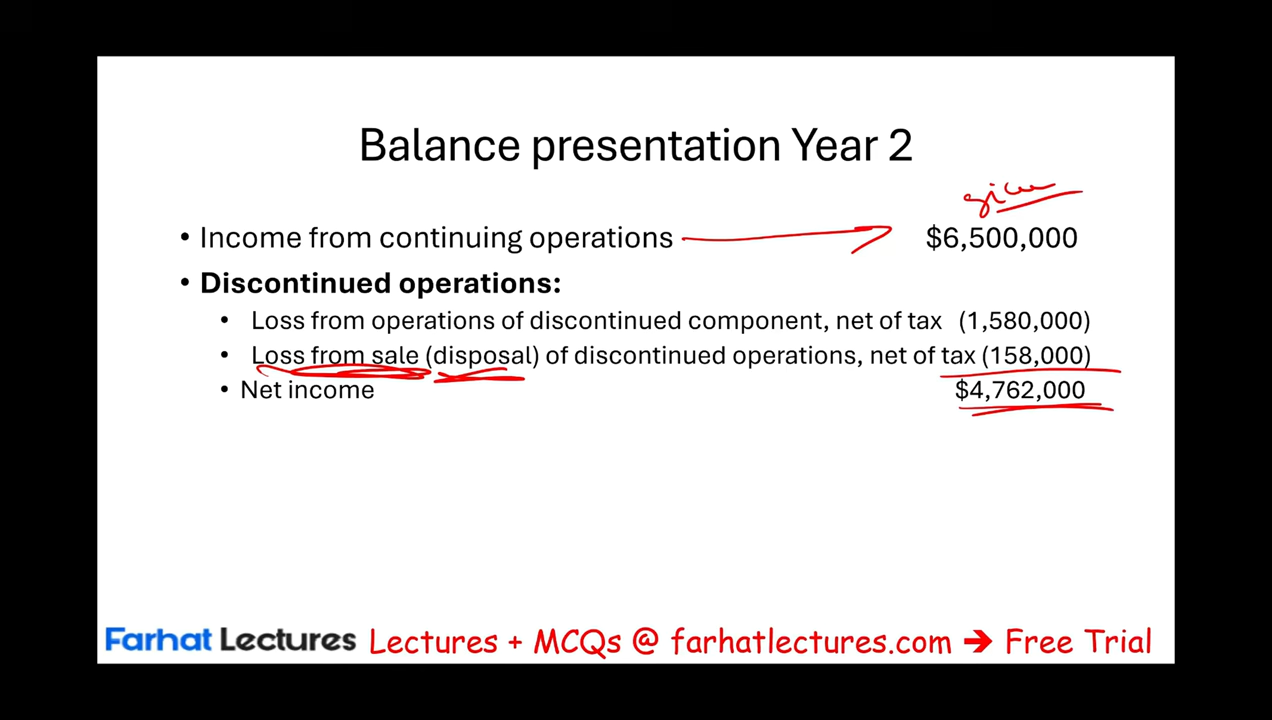 Balance presentation Year 2
given
• Income from continuing operations $6,500,000
• Discontinued operations:
• Loss from operations of discontinued component, net of tax (1,580,000)
• Loss from sale (disposal) of discontinued operations, net of tax (158,000)
• Net income $4,762,000
Farhat Lectures Lectures + MCQs @ farhatlectures.com ➔ Free Trial